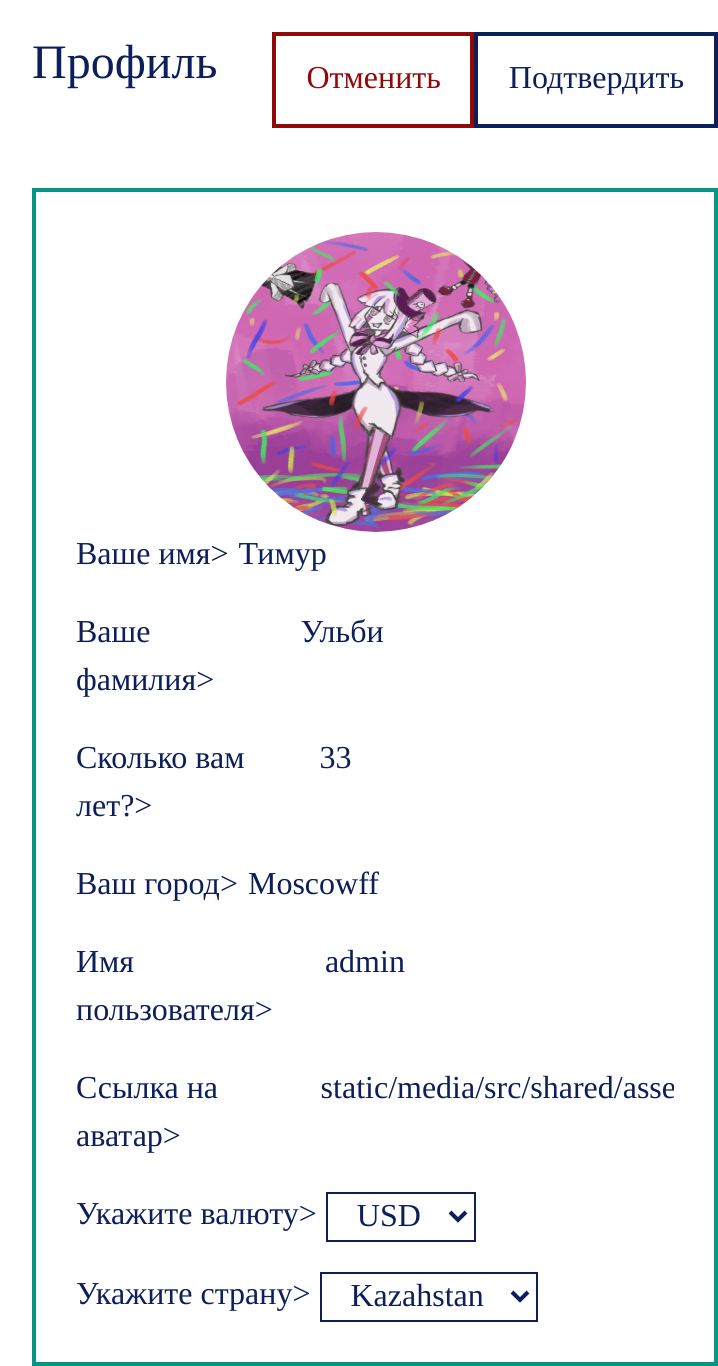 Профиль Отменить Подтвердить
Ваше имя> Тимур
Ваше Ульби
фамилия>
Сколько вам 33
лет?>
Ваш город> Moscowff
Имя admin
пользователя>
Ссылка на static/media/src/shared/asse
аватар>
Укажите валюту> USD
Укажите страну> Kazahstan